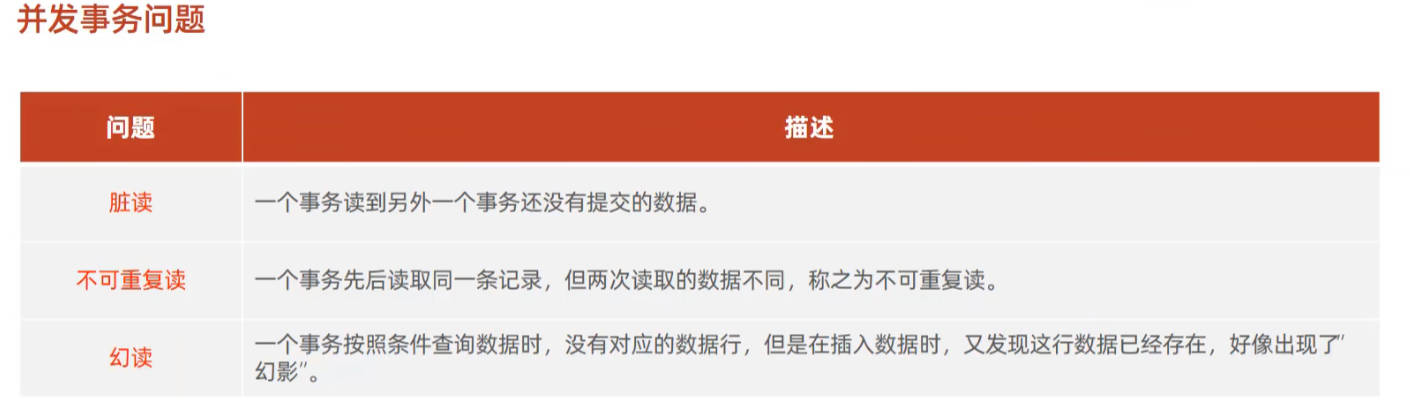 并发事务问题
问题
描述
脏读
一个事务读到另外一个事务还没有提交的数据。
不可重复读
一个事务先后读取同一条记录，但两次读取的数据不同，称之为不可重复读。
幻读
一个事务按照条件查询数据时，没有对应的数据行，但是在插入数据时，又发现这行数据已经存在，好像出现了"
幻影"。